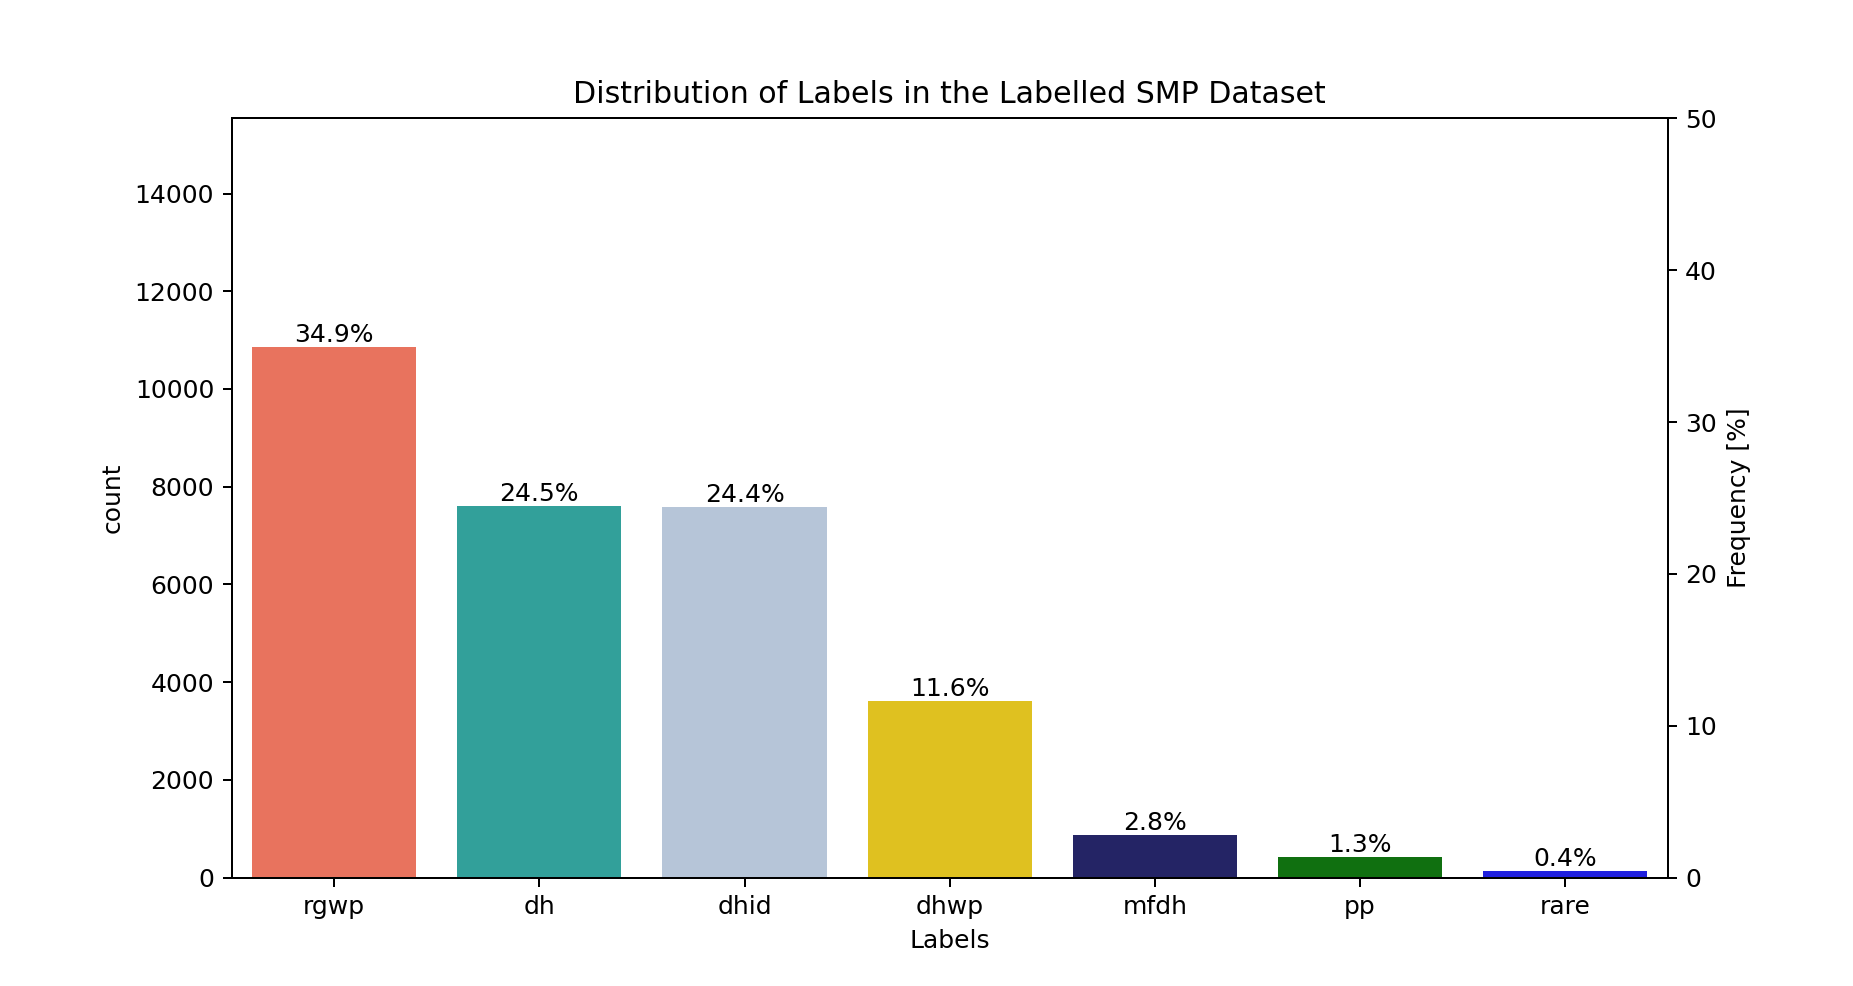 Distribution of Labels in the Labelled SMP Dataset
50
14000
40
12000
34.9%
10000
30
count
8000
24.5%
24.4%
Frequency [%]
6000
20
4000
11.6%
10
2000
2.8%
1.3%
0.4%
0
0
rgwp
dh
dhid
dhwp
mfdh
pp
rare
Labels